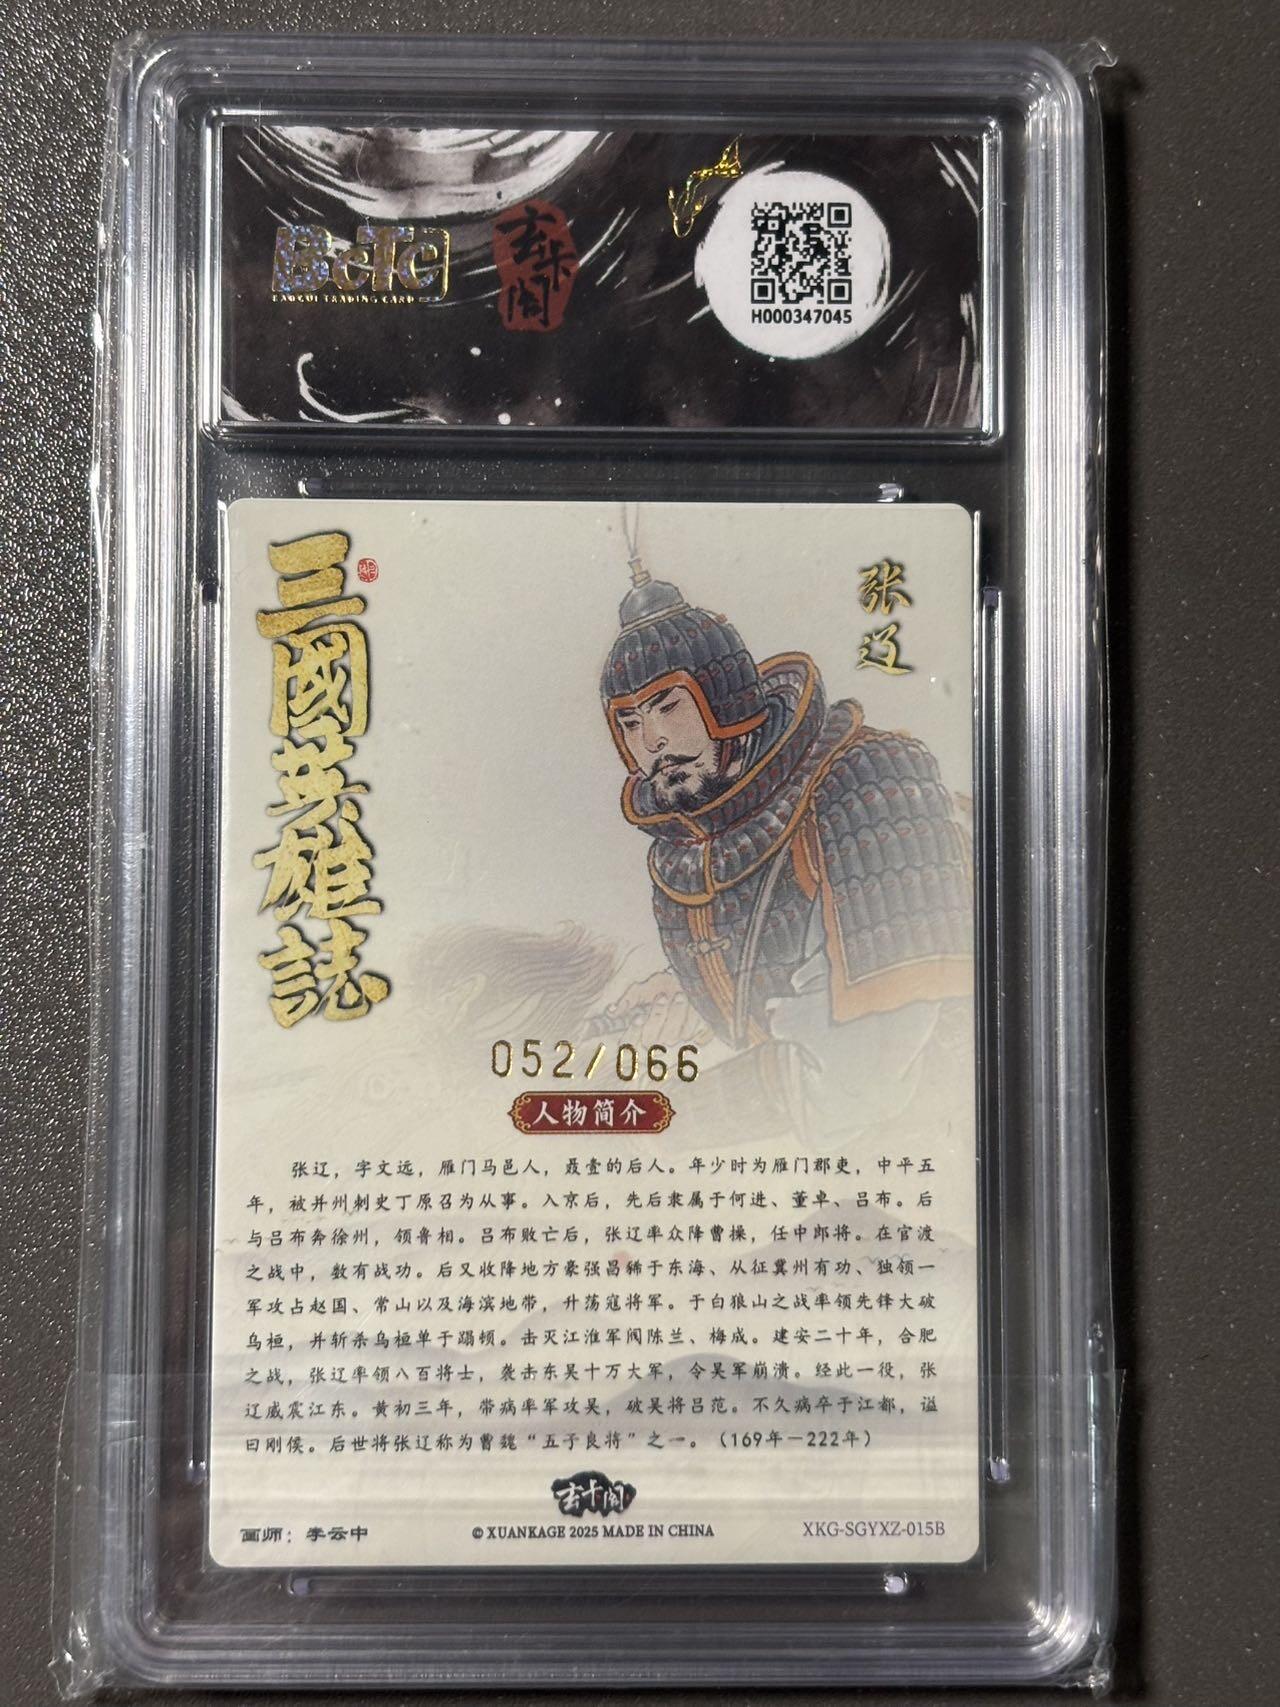 BcTc
BAOCUI TRADING CARD
玄卡阁
H000347045
三國英雄誌
张辽
052/066
人物简介
张辽，字文远，雁门马邑人，聂壹的后人。年少时为雁门郡吏，中平五
年，被并州刺史丁原召为从事。入京后，先后隶属于何进、董卓、吕布。后
与吕布奔徐州，领鲁相。吕布败亡后，张辽率众降曹操，任中郎将。在官渡
之战中，数有战功。后又收降地方豪强昌豨于东海、从征冀州有功、独领一
军攻占赵国、常山以及海滨地带，升荡寇将军。于白狼山之战率领先锋大破
乌桓，并斩杀乌桓单于蹋顿。击灭江淮军阀陈兰、梅成。建安二十年，合肥
之战，张辽率领八百将士，袭击东吴十万大军，令吴军崩溃。经此一役，张
辽威震江东。黄初三年，带病率军攻吴，破吴将吕范。不久病卒于江都，谥
曰刚侯。后世将张辽称为曹魏“五子良将”之一。（169年－222年）
玄卡阁
画师：李云中
© XUANKAGE 2025 MADE IN CHINA
XKG-SGYXZ-015B